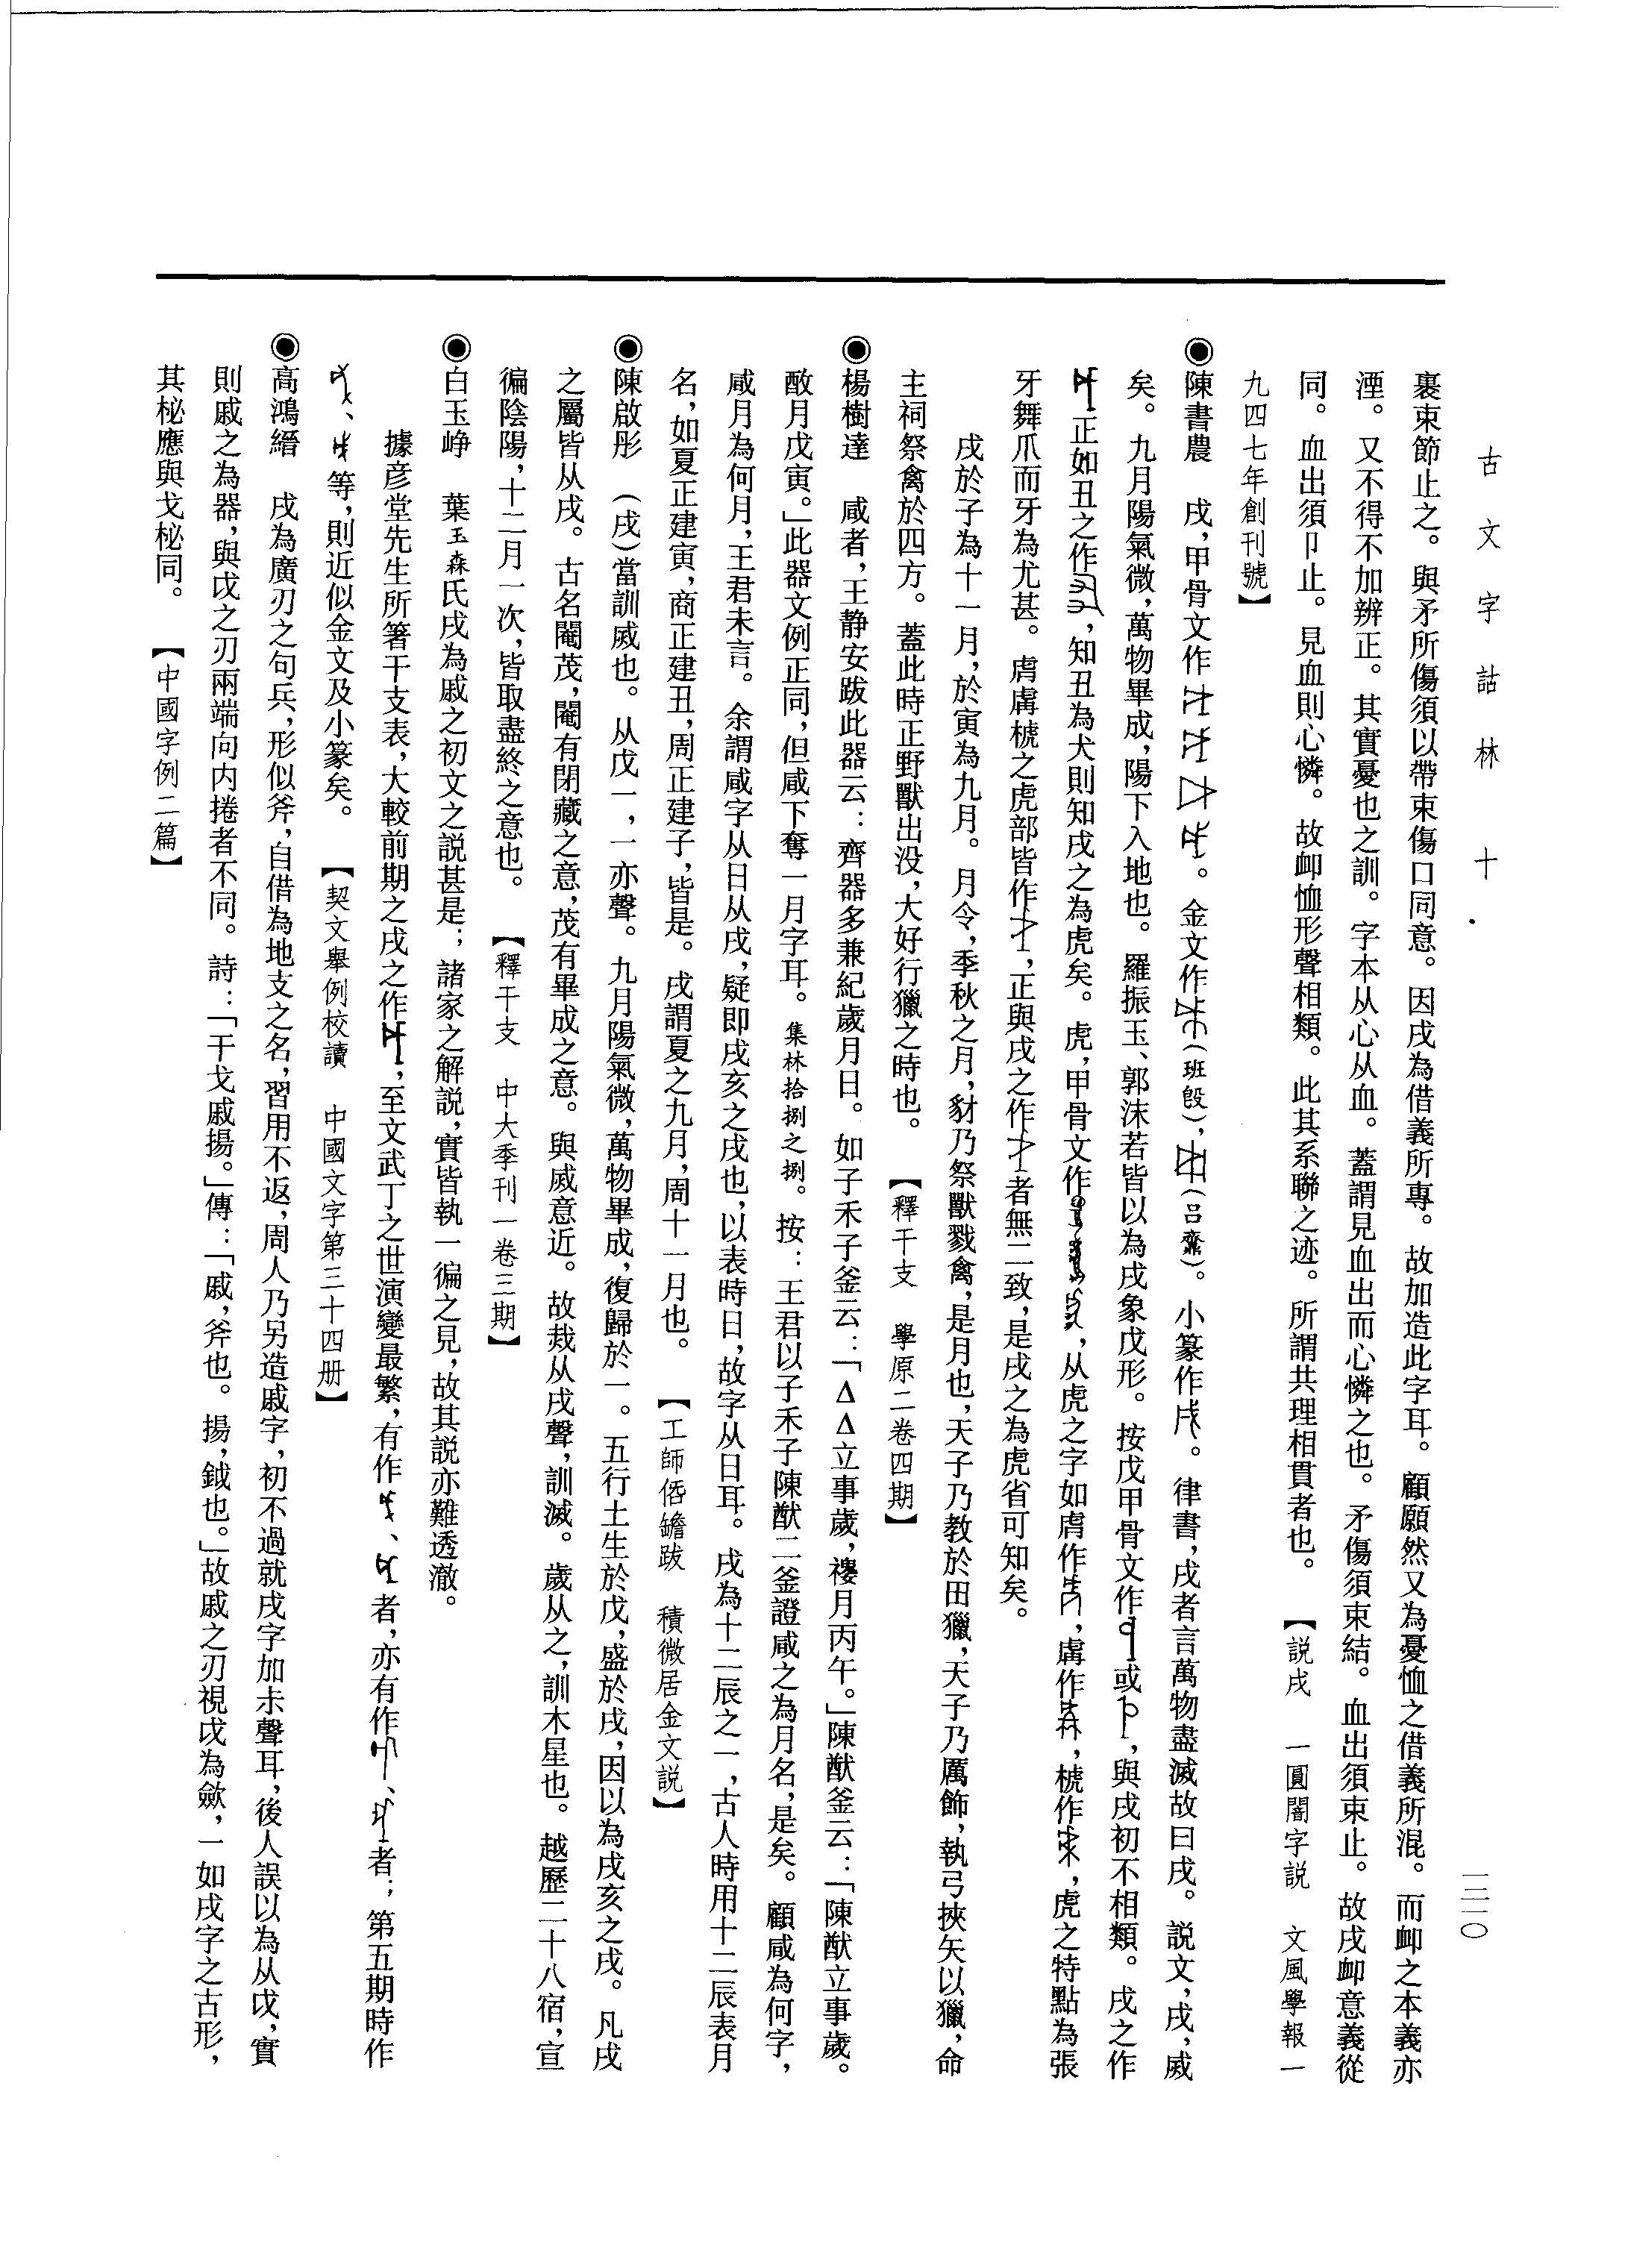 古文字詁林　十
一二一〇
裹束節止之。與矛所傷須以帶束傷口同意。因戌為借義所專。故加造此字耳。顧願然又為憂恤之借義所混。而卹之本義亦
湮。又不得不加辨正。其實憂也之訓。字本从心从血。蓋謂見血出而心憐之也。矛傷須束結。血出須束止。故戌卹意義從
同。血出須卩止。見血則心憐。故卹恤形聲相類。此其系聯之迹。所謂共理相貫者也。【説戌　一圓闇字説　文風學報一
九四七年創刊號】
◉陳書農　戌，甲骨文作。金文作（班𣪘），（呂鼒）。小篆作。律書，戌者言萬物盡滅故曰戌。説文，戌，烕
矣。九月陽氣微，萬物畢成，陽下入地也。羅振玉、郭沫若皆以為戌象戉形。按戊甲骨文作或，與戌初不相類。戌之作
正如丑之作，知丑為犬則知戌之為虎矣。虎，甲骨文作，从虎之字如虘作，虞作，樴作，虎之特點為張
牙舞爪而牙為尤甚。之虎部皆作，正與戌之作者無二致，是戌之為虎省可知矣。
戌於子為十一月，於寅為九月。月令，季秋之月，豺乃祭獸戮禽，是月也，天子乃教於田獵，天子乃厲飾，執弓挾矢以獵，命
主祠祭禽於四方。蓋此時正野獸出没，大好行獵之時也。【釋干支　學原二卷四期】
◉楊樹達　咸者，王静安跋此器云：齊器多兼紀歲月日。如子禾子釜云：「ΔΔ立事歲，禝月丙午。」陳猷釜云：「陳猷立事歲。
䤈月戊寅。」此器文例正同，但咸下奪一月字耳。集林拾捌之捌。按：王君以子禾子陳猷二釜證咸之為月名，是矣。顧咸為何字，
咸月為何月，王君未言。余謂咸字从日从戌，疑即戌亥之戌也，以表時日，故字从日耳。戌為十二辰之一，古人時用十二辰表月
名，如夏正建寅，商正建丑，周正建子，皆是。戌謂夏之九月，周十一月也。【工師㑞䥷跋　積微居金文説】
◉陳啟彤　（戌）當訓烕也。从戊一，一亦聲。九月陽氣微，萬物畢成，復歸於一。五行土生於戊，盛於戌，因以為戌亥之戌。凡戌
之屬皆从戌。古名閹茂，閹有閉藏之意，茂有畢成之意。與烕意近。故烕从戌聲，訓滅。歲从之，訓木星也。越歷二十八宿，宣
徧陰陽，十二月一次，皆取盡終之意也。【釋干支　中大季刊一卷三期】
◉白玉崢　葉玉森氏戌為戚之初文之説甚是；諸家之解説，實皆執一徧之見，故其説亦難透澈。
據彥堂先生所箸干支表，大較前期之戌之作，至文武丁之世演變最繁，有作、者，亦有作、者；第五期時作
、等，則近似金文及小篆矣。【契文舉例校讀　中國文字第三十四册】
◉高鴻縉　戌為廣刃之句兵，形似斧，自借為地支之名，習用不返，周人乃另造戚字，初不過就戌字加尗聲耳，後人誤以為从戉，實
則戚之為器，與戉之刃兩端向内捲者不同。詩：「干戈戚揚。」傳：「戚，斧也。揚，鉞也。」故戚之刃視戉為斂，一如戌字之古形，
其柲應與戈柲同。【中國字例二篇】